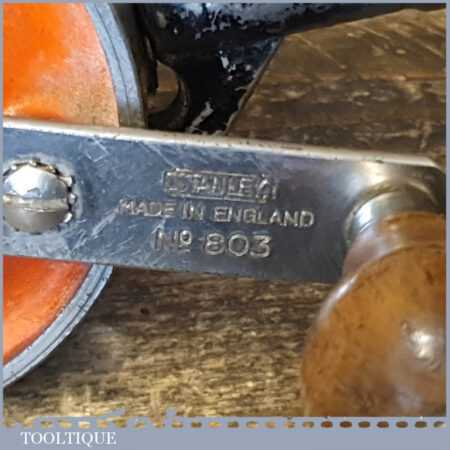 STANLEY
MADE IN ENGLAND
Nº 803
TOOLTIQUE